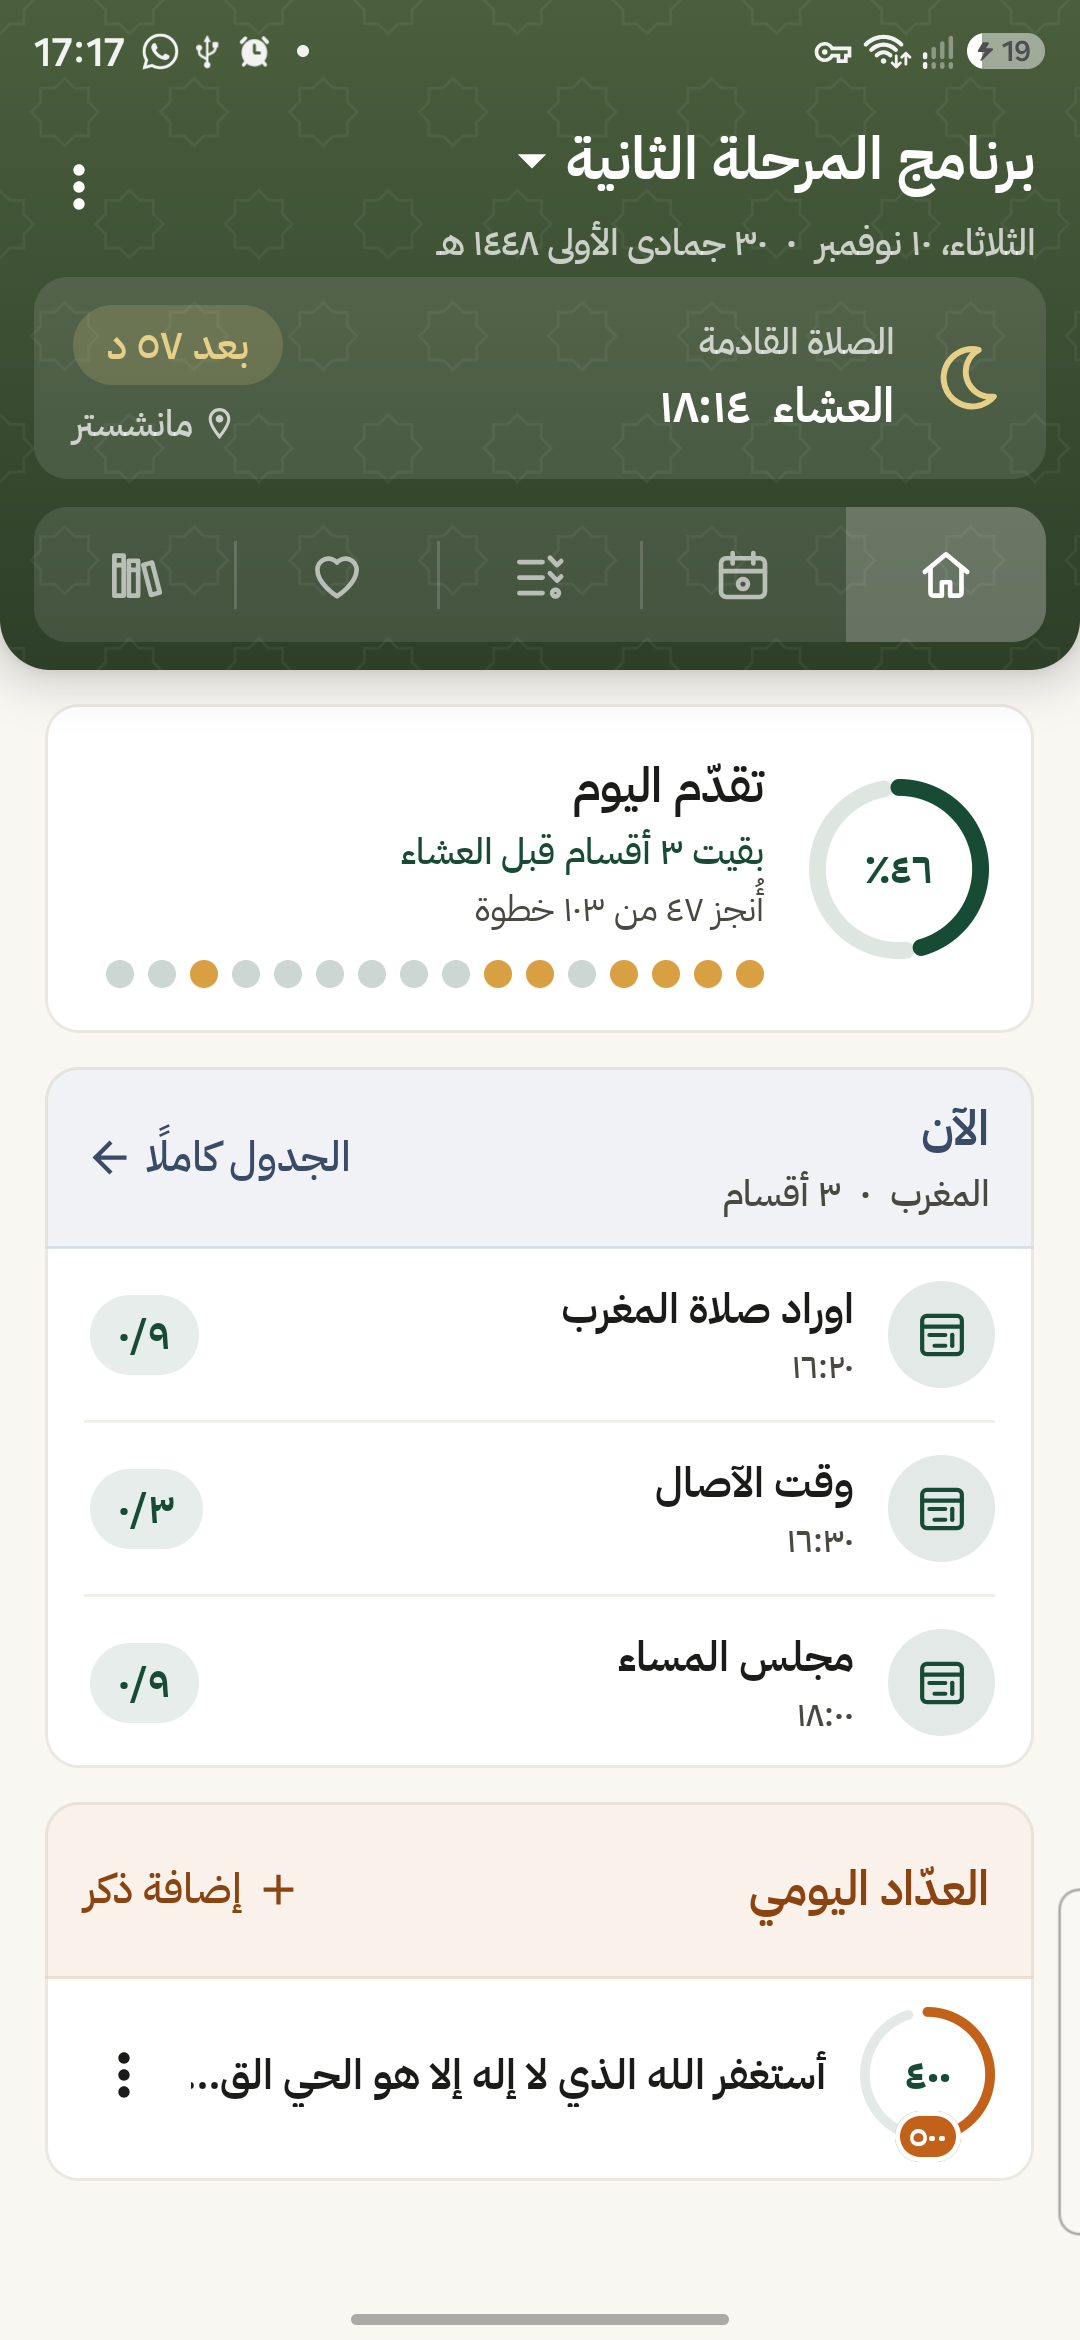 17:17
19
برنامج المرحلة الثانية
الثلاثاء، ١٠ نوفمبر • ٣٠ جمادى الأولى ١٤٤٨ هـ
الصلاة القادمة
العشاء ١٨:١٤
بعد ٥٧ د
مانشستر
تقدّم اليوم
بقيت ٣ أقسام قبل العشاء
أُنجز ٤٧ من ١٠٣ خطوة
٤٦٪
الآن
المغرب • ٣ أقسام
الجدول كاملًا
اوراد صلاة المغرب
١٦:٢٠
٠/٩
وقت الآصال
١٦:٣٠
٠/٣
مجلس المساء
١٨:٠٠
٠/٩
العدّاد اليومي
إضافة ذكر
أستغفر الله الذي لا إله إلا هو الحي الق...
٤٠٠
٥٠٠